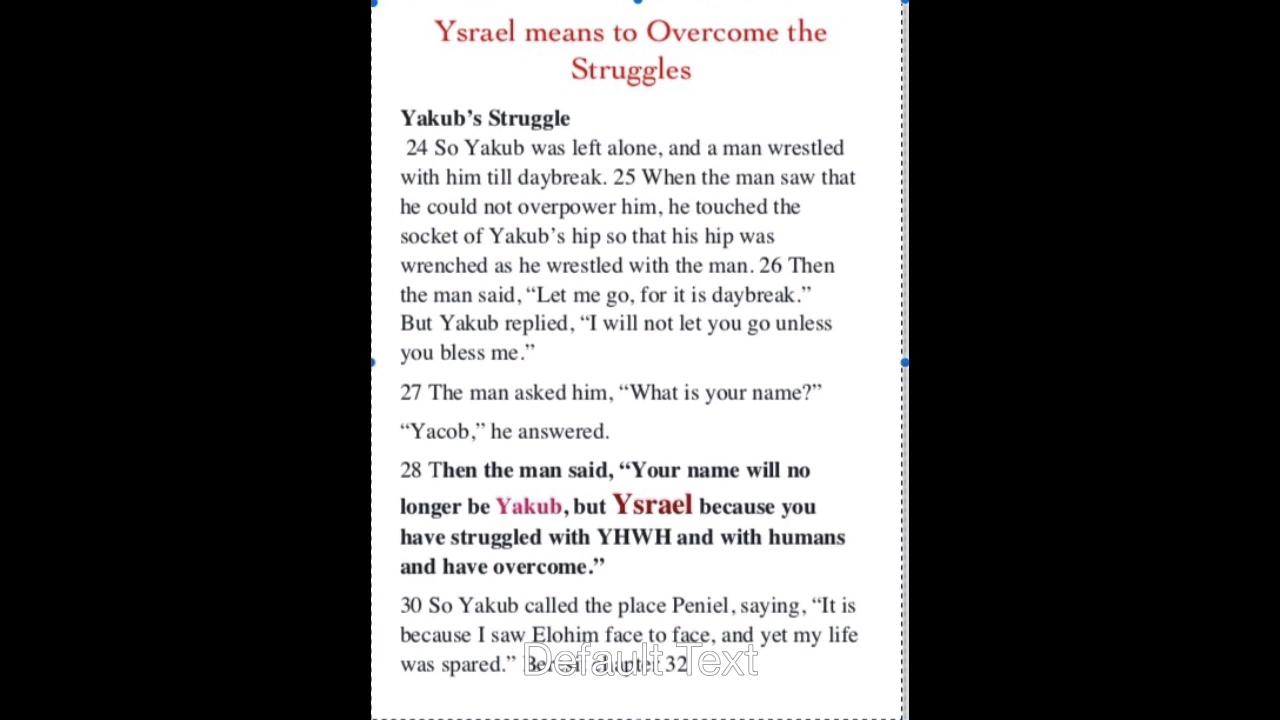 Ysrael means to Overcome the
Struggles
Yakub’s Struggle
24 So Yakub was left alone, and a man wrestled
with him till daybreak. 25 When the man saw that
he could not overpower him, he touched the
socket of Yakub’s hip so that his hip was
wrenched as he wrestled with the man. 26 Then
the man said, “Let me go, for it is daybreak.”
But Yakub replied, “I will not let you go unless
you bless me.”
27 The man asked him, “What is your name?”
“Yacob,” he answered.
28 Then the man said, “Your name will no
longer be Yakub, but Ysrael because you
have struggled with YHWH and with humans
and have overcome.”
30 So Yakub called the place Peniel, saying, “It is
because I saw Elohim face to face, and yet my life
was spared.” chapter 32
Default Text